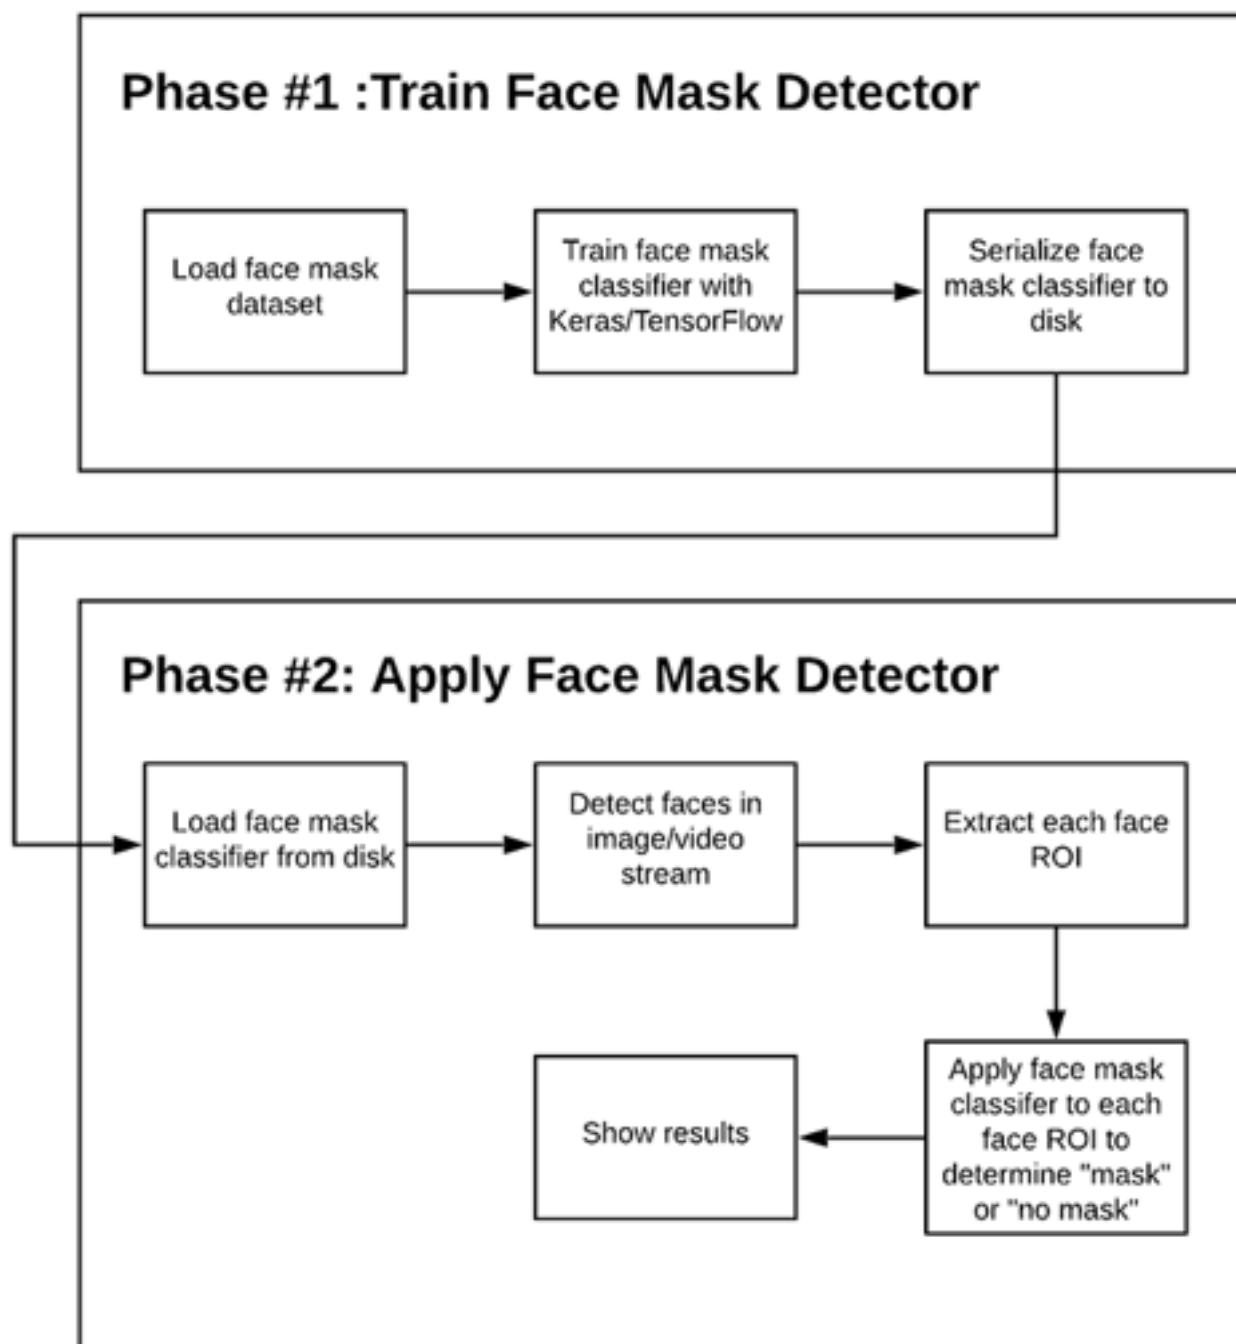 Phase #1 :Train Face Mask Detector
Load face mask
dataset
Train face mask
classifier with
Keras/TensorFlow
Serialize face
mask classifier to
disk
Phase #2: Apply Face Mask Detector
Load face mask
classifier from disk
Detect faces in
image/video
stream
Extract each face
ROI
Apply face mask
classifer to each
face ROI to
determine "mask"
or "no mask"
Show results